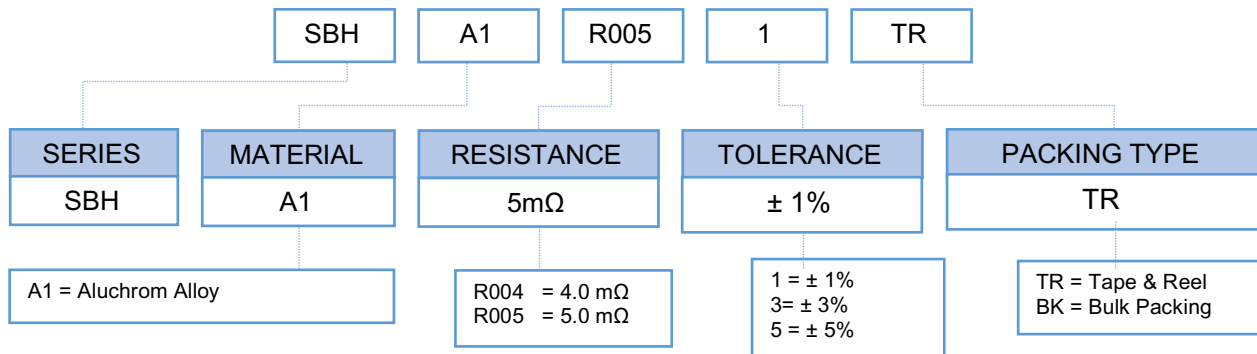 SBH A1 R005 1 TR
SERIES MATERIAL RESISTANCE TOLERANCE PACKING TYPE
SBH A1 5mΩ ± 1% TR
A1 = Aluchrom Alloy
R004 = 4.0 mΩ
R005 = 5.0 mΩ
1 = ± 1%
3= ± 3%
5 = ± 5%
TR = Tape & Reel
BK = Bulk Packing